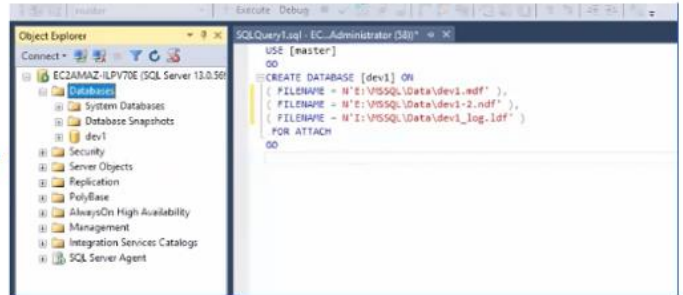 master
Execute Debug
Object Explorer
SQLQuery1.sql - EC...Administrator (58))*
Connect
EC2AMAZ-ILPV70E (SQL Server 13.0.569
Databases
System Databases
Database Snapshots
dev1
Security
Server Objects
Replication
PolyBase
AlwaysOn High Availability
Management
Integration Services Catalogs
SQL Server Agent
USE [master]
GO
CREATE DATABASE [dev1] ON
( FILENAME = N'E:\MSSQL\Data\dev1.mdf' ),
( FILENAME = N'E:\MSSQL\Data\dev1-2.ndf' ),
( FILENAME = N'I:\MSSQL\Data\dev1_log.ldf' )
FOR ATTACH
GO